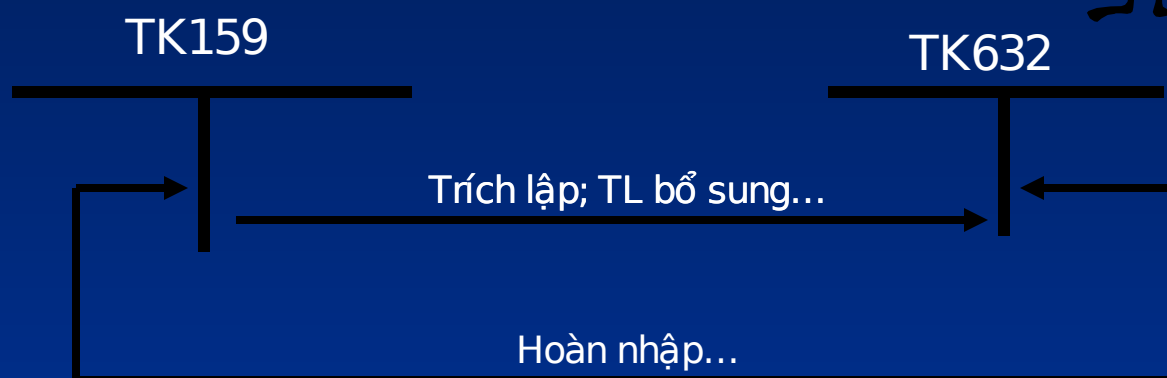 TK159
TK632
Trích lập; TL bổ sung...
Hoàn nhập...